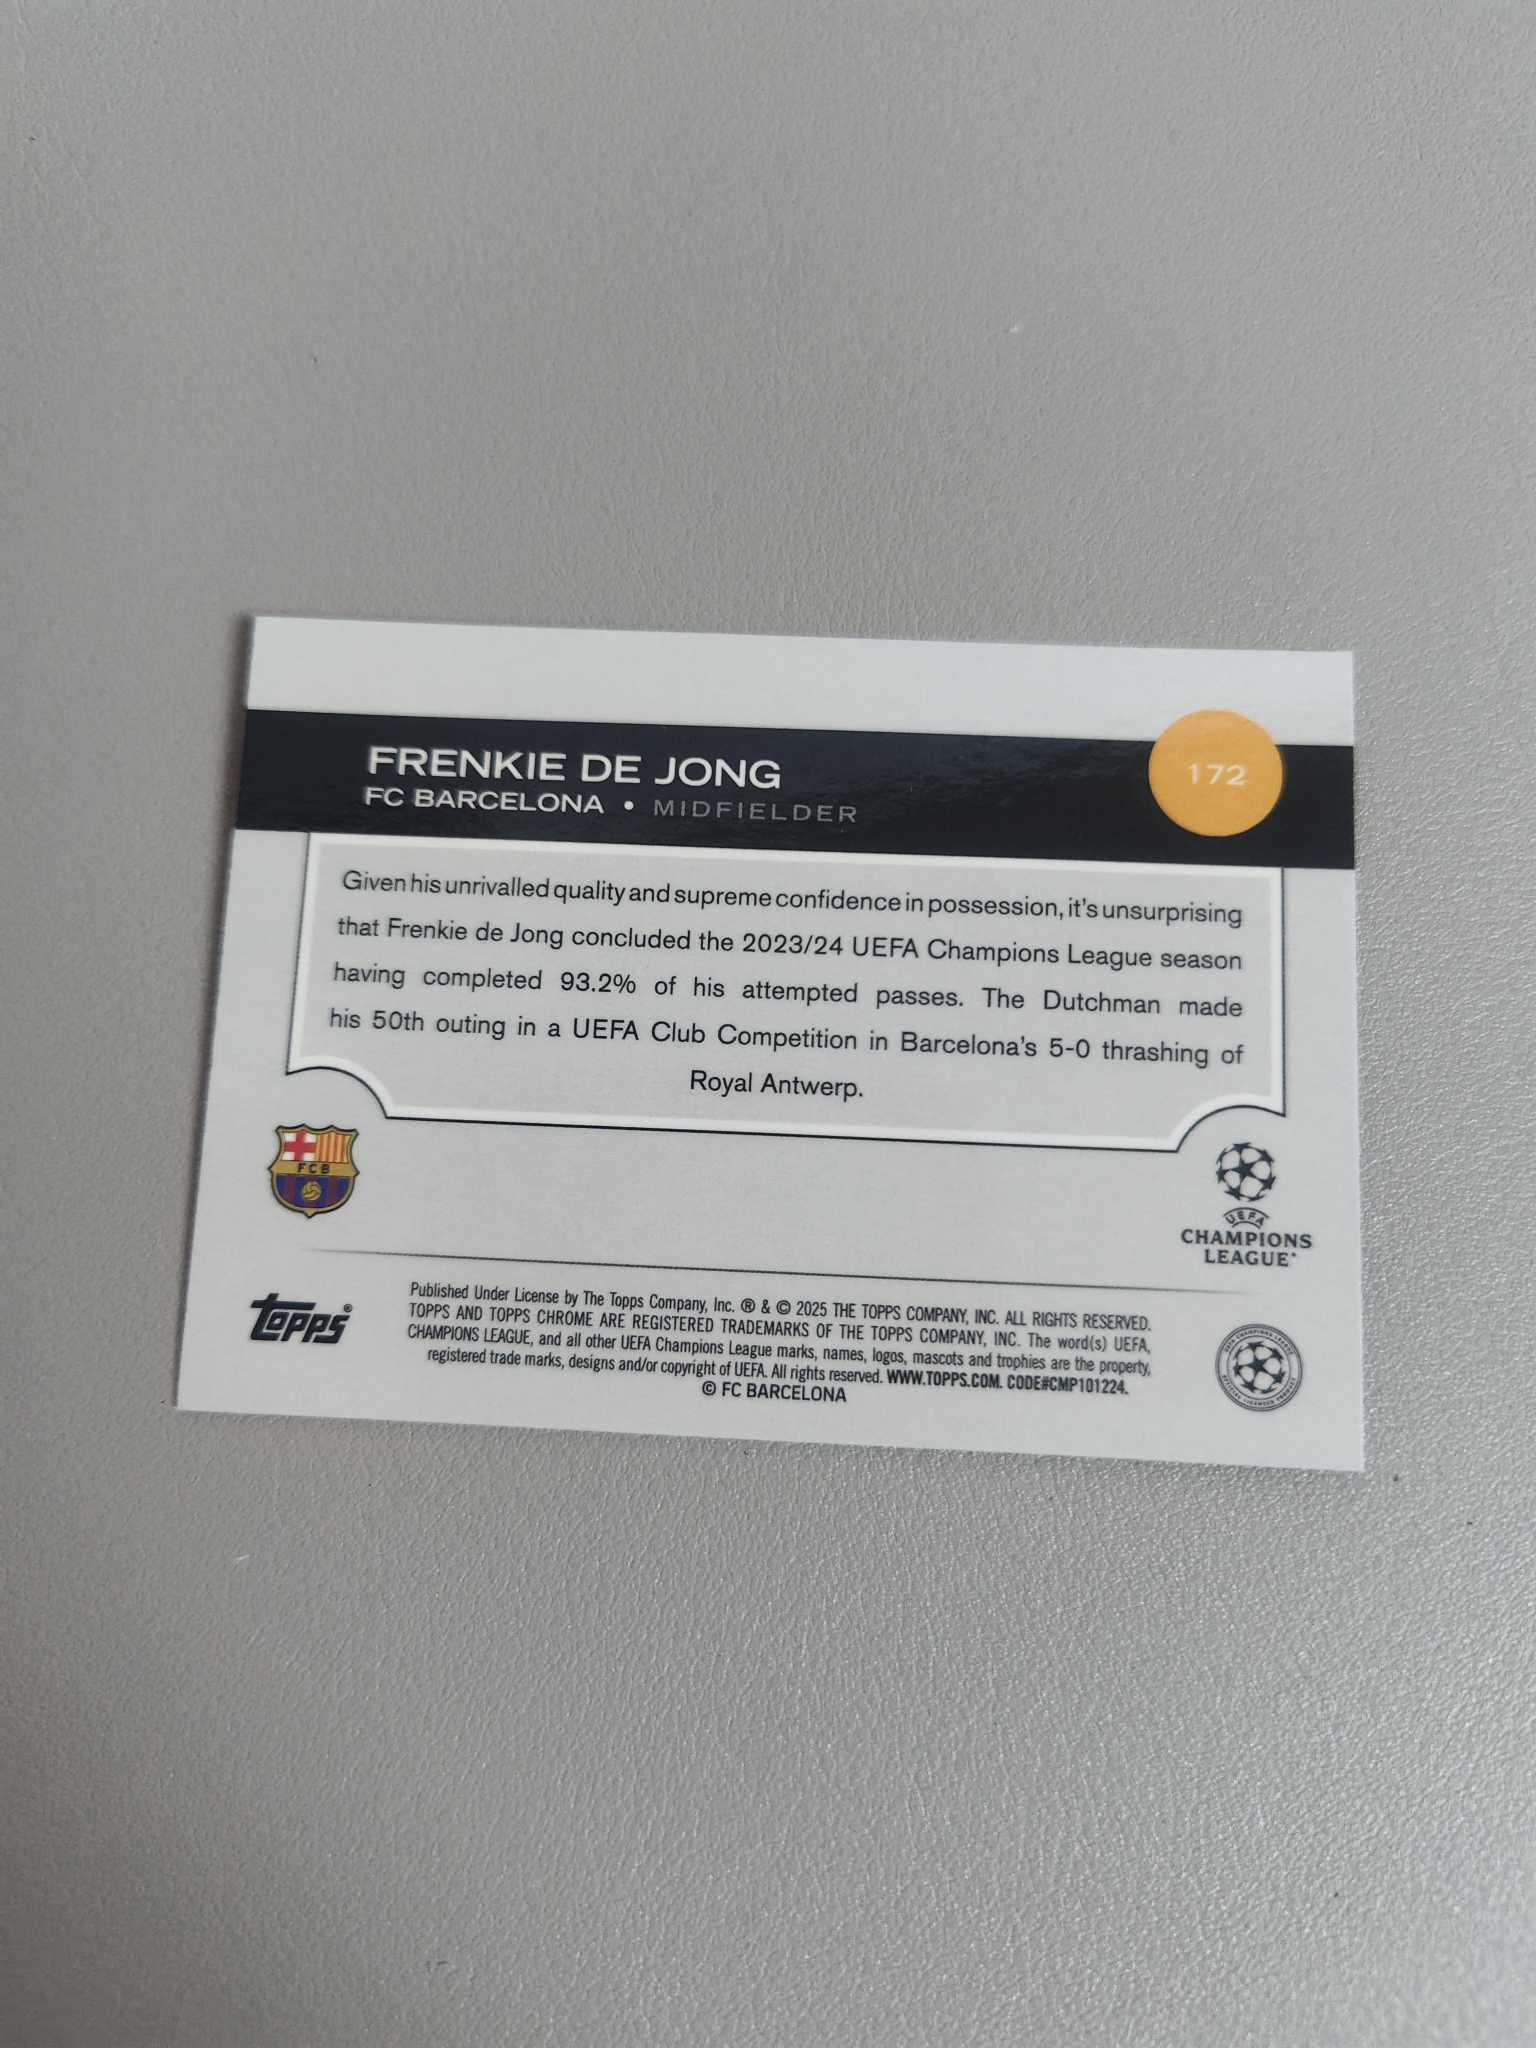 FRENKIE DE JONG
FC BARCELONA • MIDFIELDER
172
Given his unrivalled quality and supreme confidence in possession, it's unsurprising
that Frenkie de Jong concluded the 2023/24 UEFA Champions League season
having completed 93.2% of his attempted passes. The Dutchman made
his 50th outing in a UEFA Club Competition in Barcelona's 5-0 thrashing of
Royal Antwerp.
FCB
UEFA
CHAMPIONS
LEAGUE
Topps®
Published Under License by The Topps Company, Inc. ® & © 2025 THE TOPPS COMPANY, INC. ALL RIGHTS RESERVED.
TOPPS AND TOPPS CHROME ARE REGISTERED TRADEMARKS OF THE TOPPS COMPANY, INC. The word(s) UEFA,
CHAMPIONS LEAGUE, and all other UEFA Champions League marks, names, logos, mascots and trophies are the property,
registered trade marks, designs and/or copyright of UEFA. All rights reserved. WWW.TOPPS.COM. CODE#CMP101224.
© FC BARCELONA
UEFA CHAMPIONS LEAGUE
OFFICIAL LICENSED PRODUCT